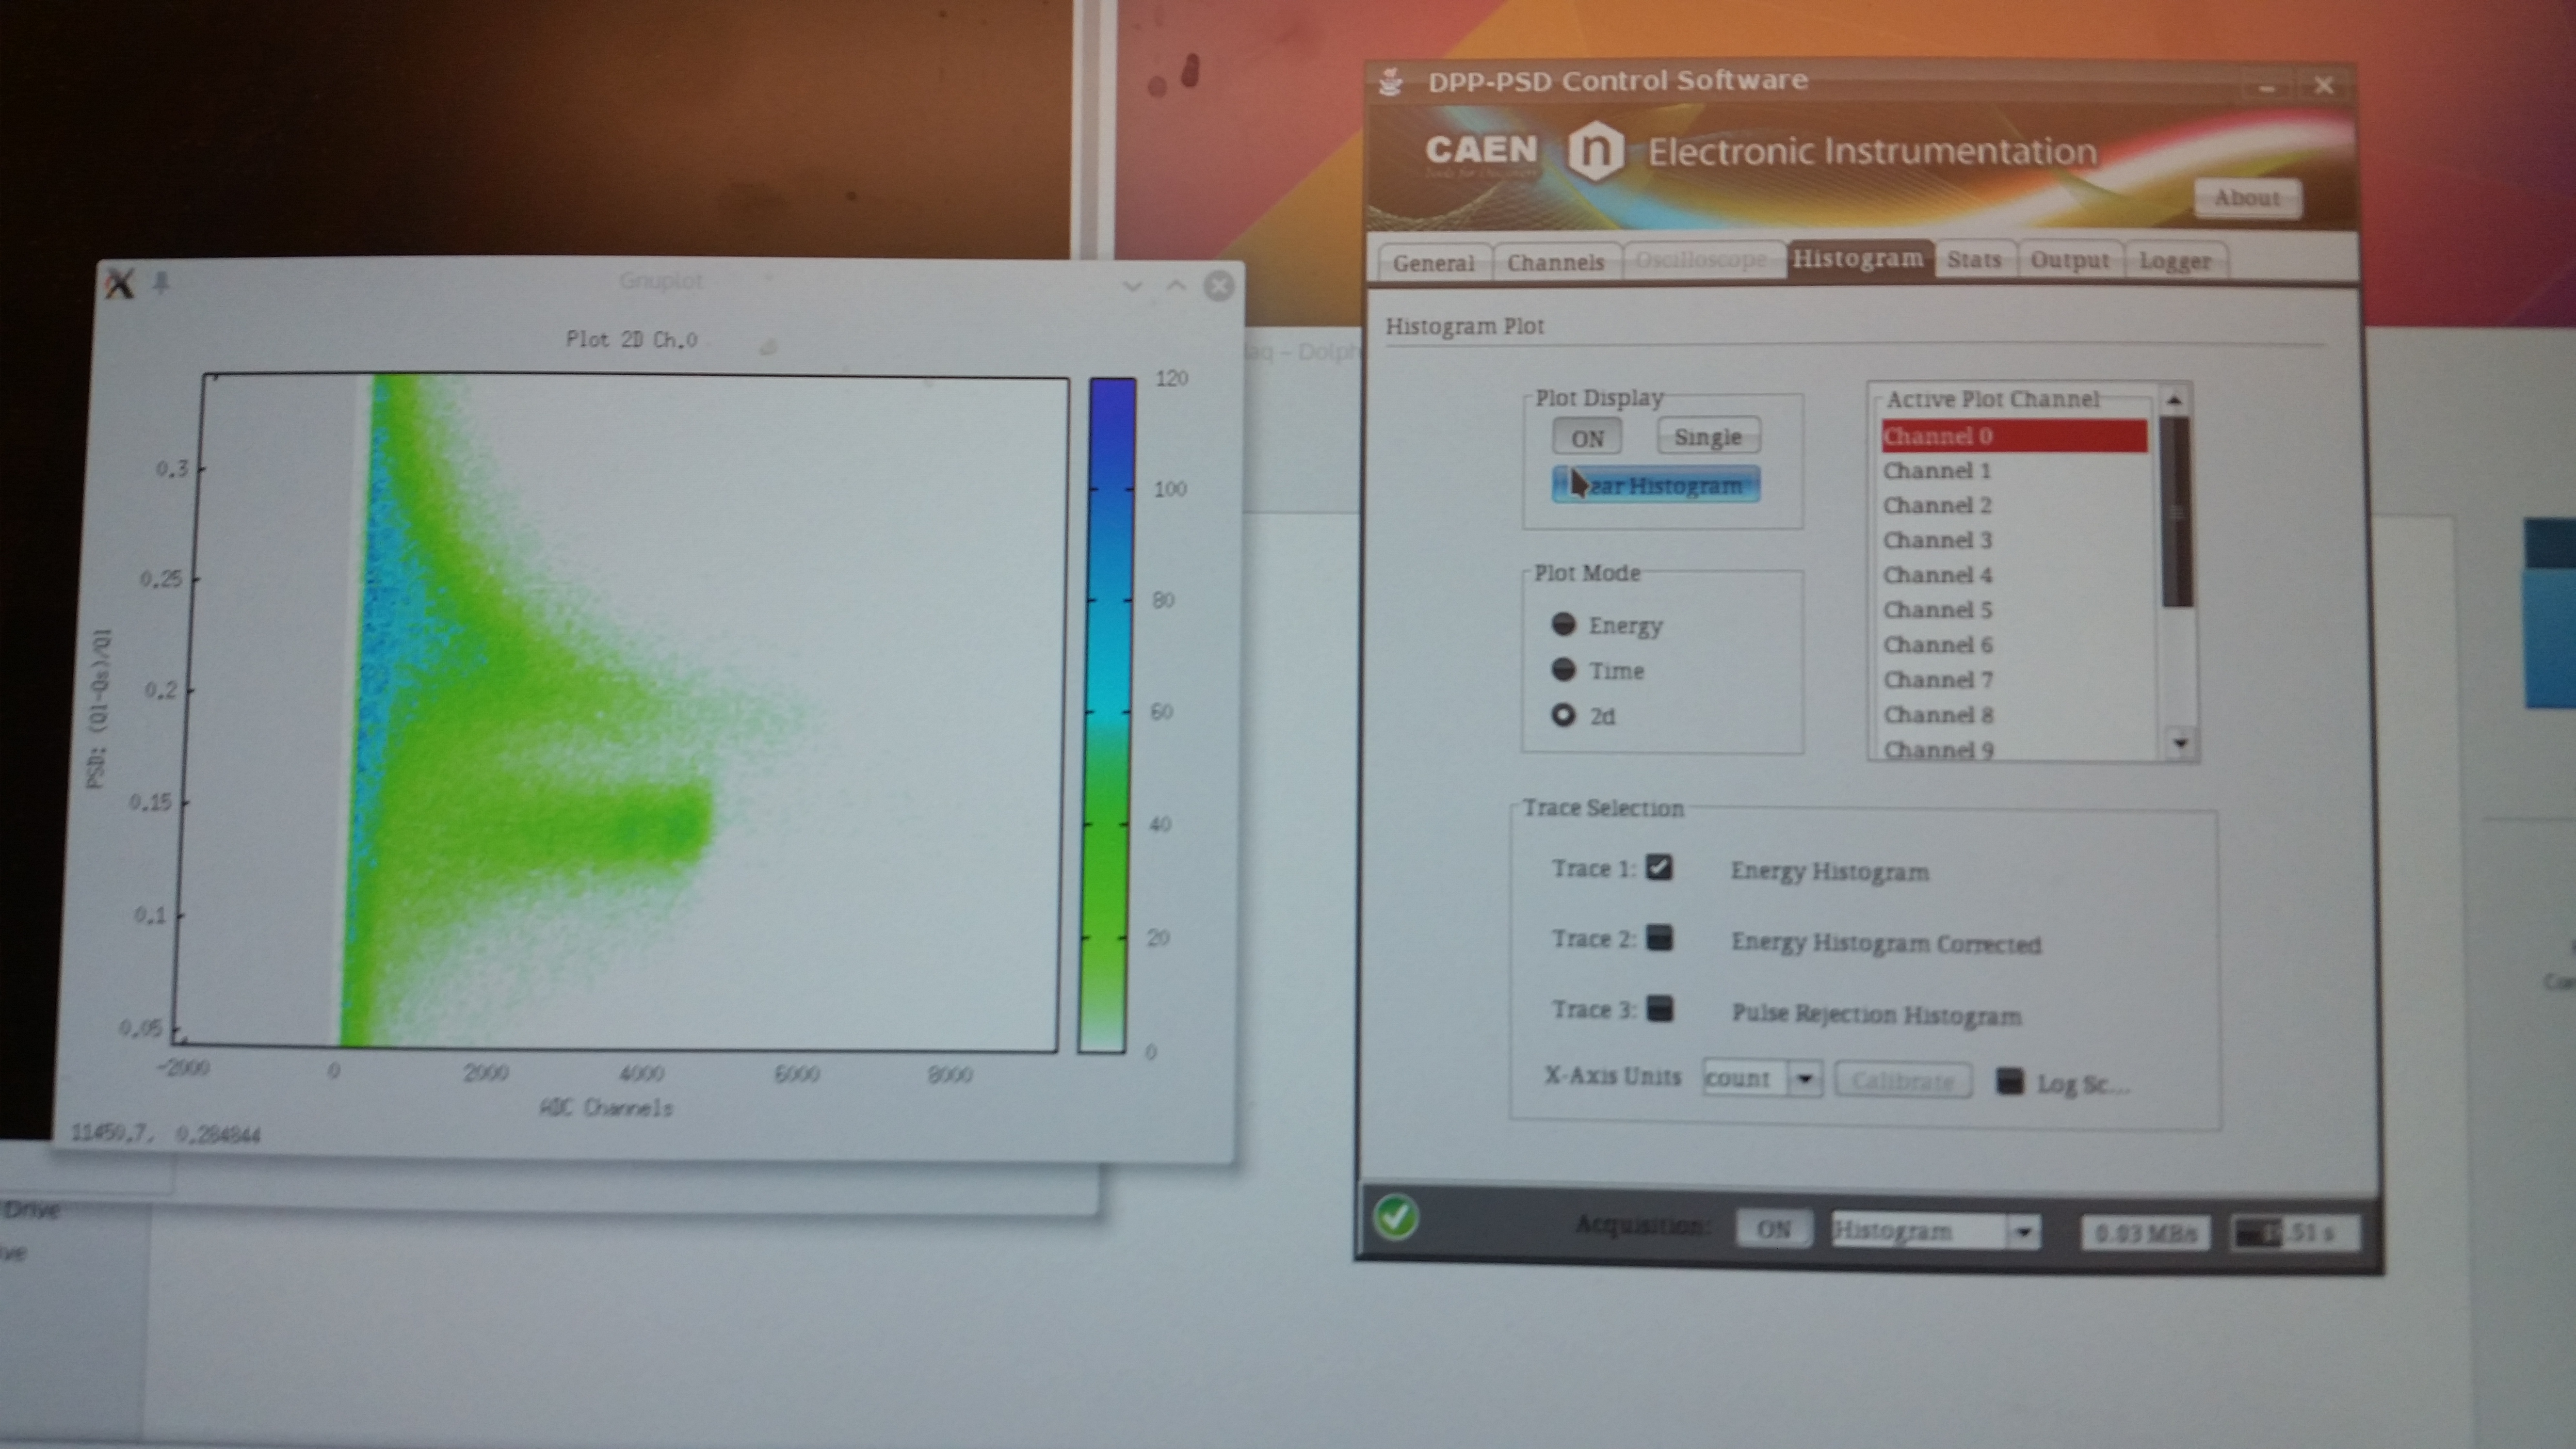 Gnuplot
Plot 2D Ch.0
120
100
80
60
40
20
0
0.3
0.25
0.2
0.15
0.1
0.05
PSD: (Ql-Qs)/Ql
-2000 0 2000 4000 6000 8000
ADC Channels
11450.7, 0.284844
Drive
aq – Dolph
DPP-PSD Control Software
CAEN n Electronic Instrumentation
About
General Channels Oscilloscope Histogram Stats Output Logger
Histogram Plot
Plot Display
ON Single
ear Histogram
Active Plot Channel
Channel 0
Channel 1
Channel 2
Channel 3
Channel 4
Channel 5
Channel 6
Channel 7
Channel 8
Channel 9
Plot Mode
Energy
Time
2d
Trace Selection
Trace 1: Energy Histogram
Trace 2: Energy Histogram Corrected
Trace 3: Pulse Rejection Histogram
X-Axis Units count Calibrate Log Sc...
Acquisition: ON Histogram 0.03 MB/s